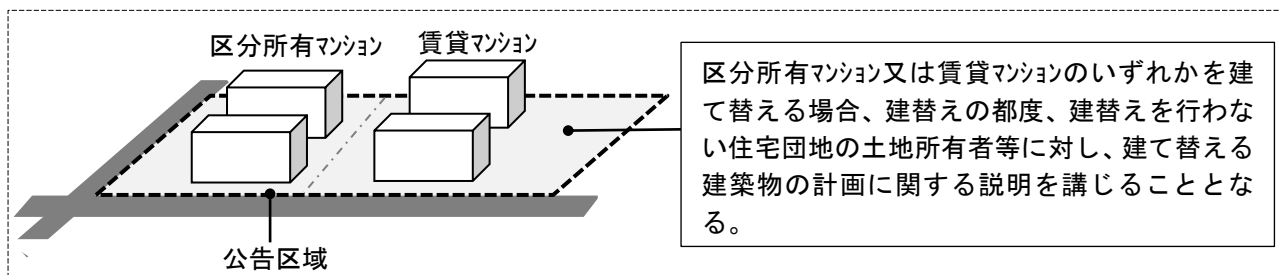 区分所有ﾏﾝｼｮﾝ
賃貸ﾏﾝｼｮﾝ
区分所有ﾏﾝｼｮﾝ又は賃貸ﾏﾝｼｮﾝのいずれかを建
て替える場合、建替えの都度、建替えを行わな
い住宅団地の土地所有者等に対し、建て替える
建築物の計画に関する説明を講じることとな
る。
公告区域
、